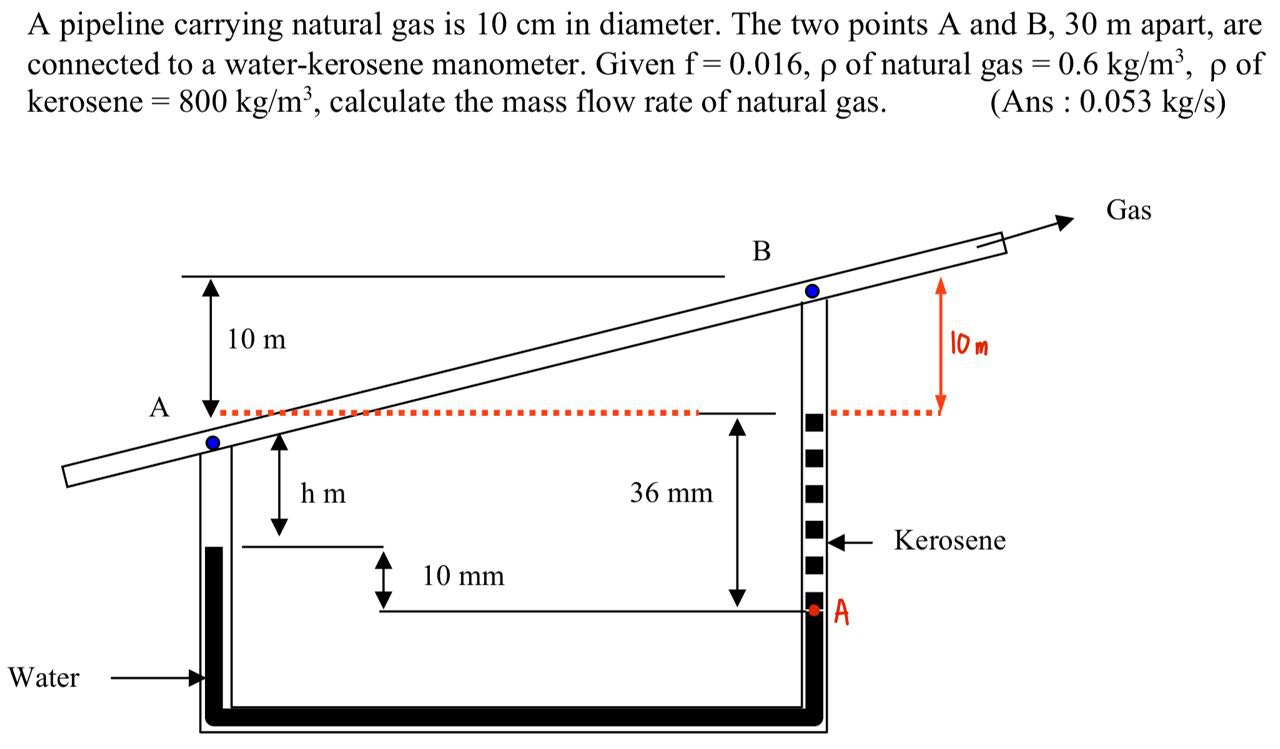 A pipeline carrying natural gas is 10 cm in diameter. The two points A and B, 30 m apart, are
connected to a water-kerosene manometer. Given f = 0.016, ρ of natural gas = 0.6 kg/m³, ρ of
kerosene = 800 kg/m³, calculate the mass flow rate of natural gas. (Ans : 0.053 kg/s)
Gas
B
10 m
10 m
A
h m
36 mm
Kerosene
10 mm
A
Water